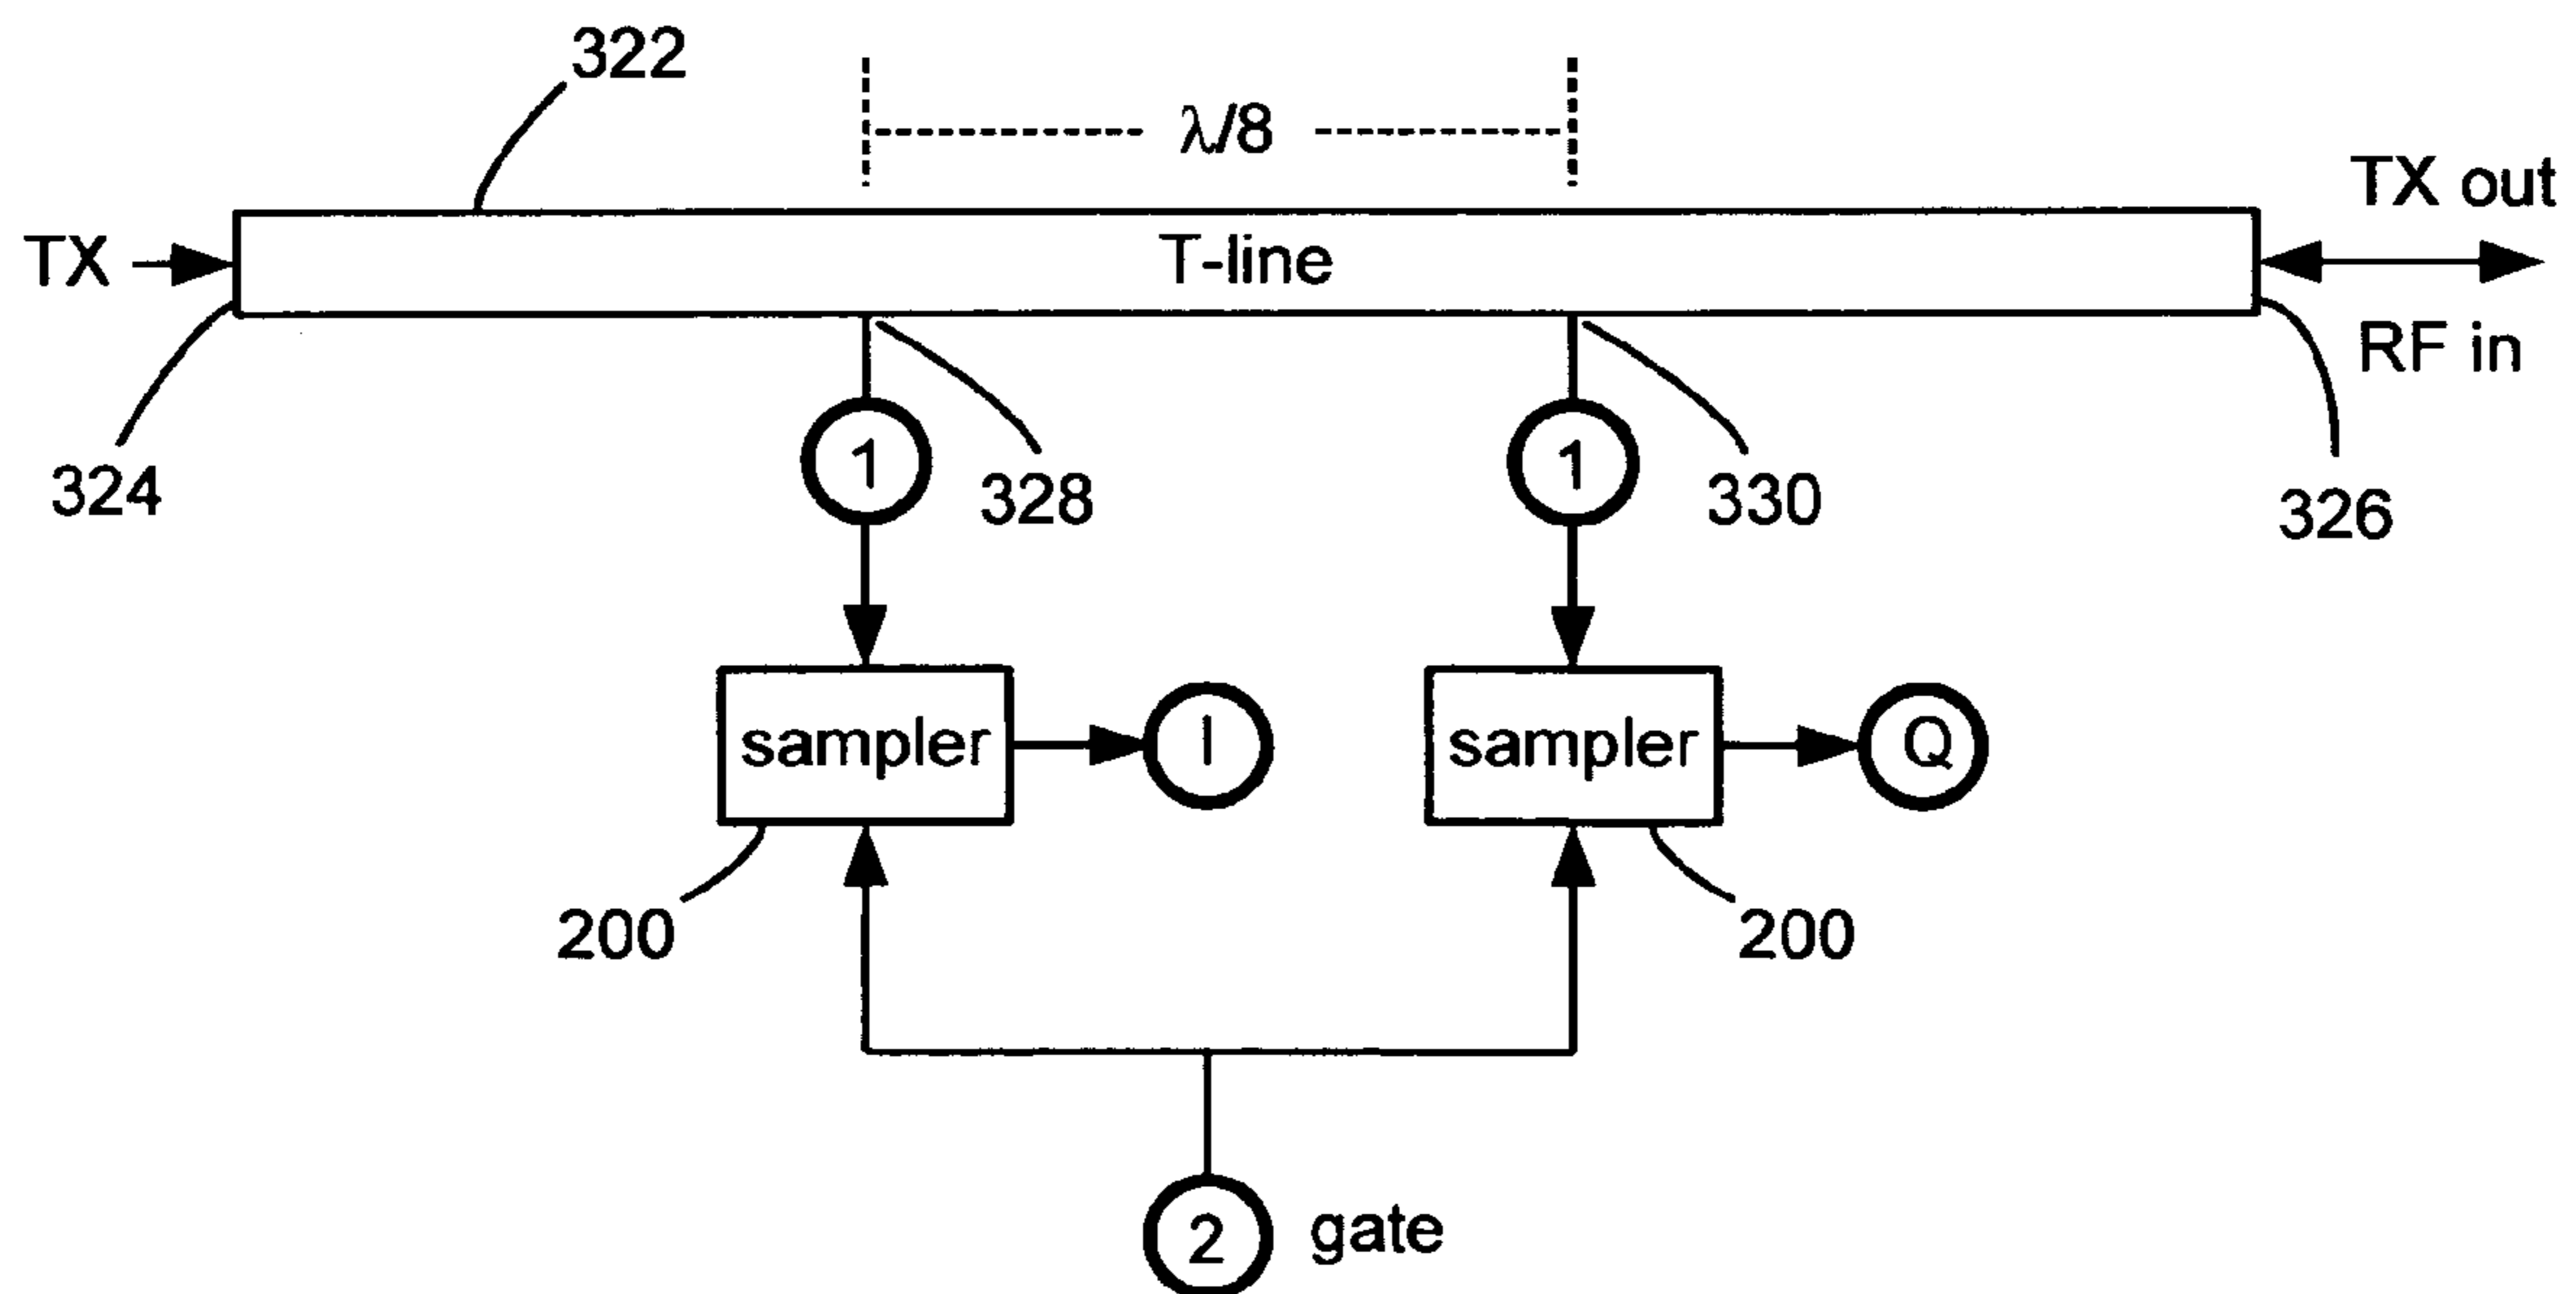 322
λ/8
TX out
TX
T-line
RF in
324
1
328
1
330
326
sampler
I
sampler
Q
200
200
2
gate